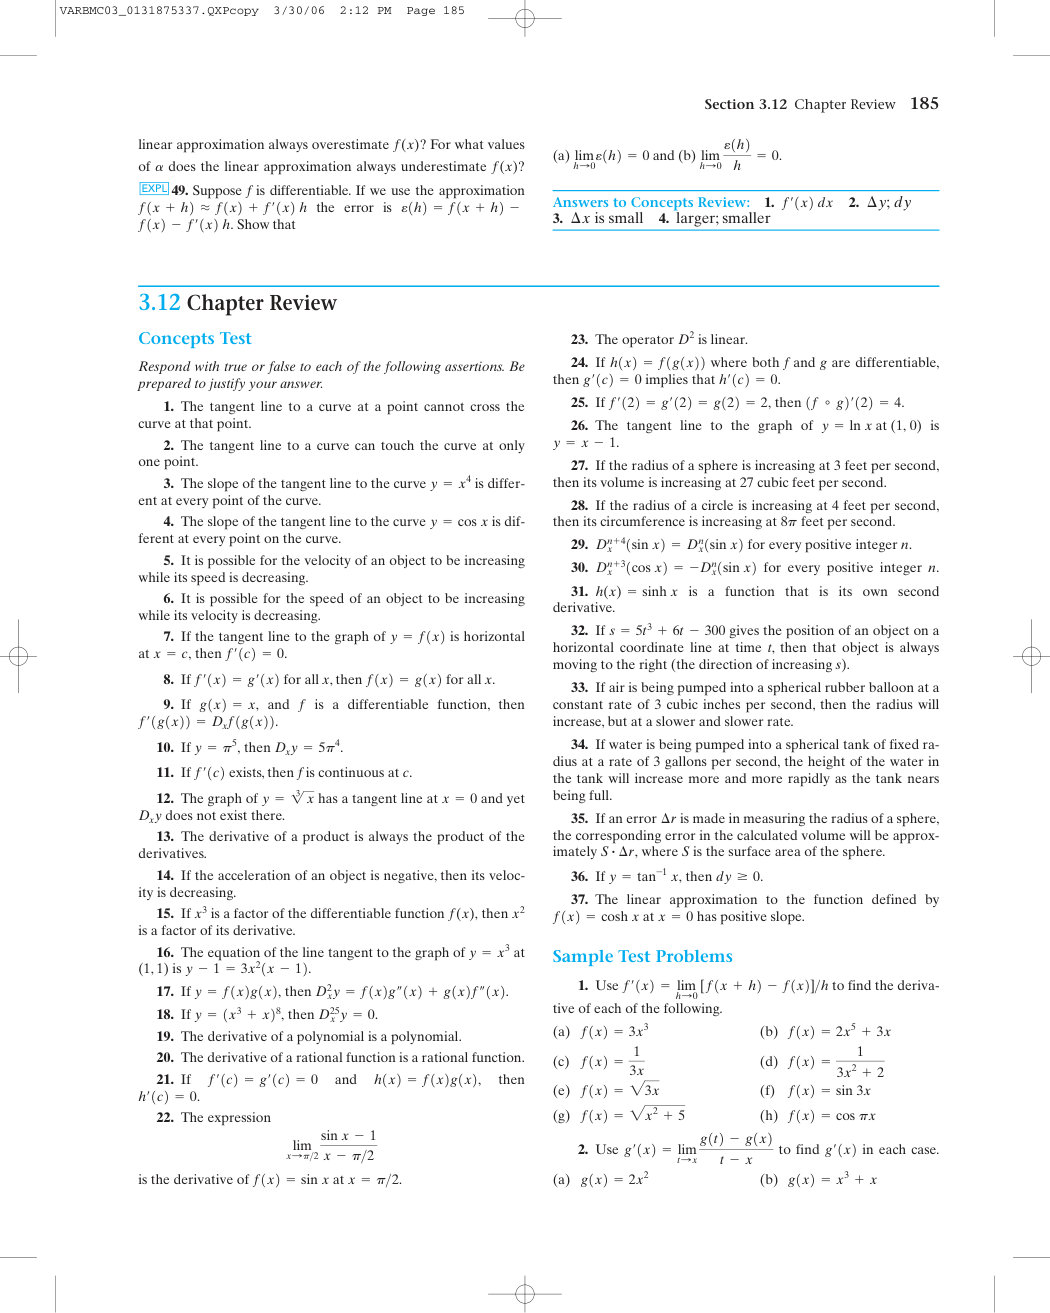 VARBMC03_0131875337.QXPcopy 3/30/06 2:12 PM Page 185
Section 3.12 Chapter Review 185
linear approximation always overestimate f(x)? For what values
of α does the linear approximation always underestimate f(x)?
EXPL 49. Suppose f is differentiable. If we use the approximation
f(x + h) ≈ f(x) + f′(x) h the error is ε(h) = f(x + h) −
f(x) − f′(x) h. Show that
(a) lim_{h→0} ε(h) = 0 and (b) lim_{h→0} ε(h)/h = 0.
Answers to Concepts Review: 1. f′(x) dx 2. Δy; dy
3. Δx is small 4. larger; smaller
3.12 Chapter Review
Concepts Test
Respond with true or false to each of the following assertions. Be
prepared to justify your answer.
1. The tangent line to a curve at a point cannot cross the
curve at that point.
2. The tangent line to a curve can touch the curve at only
one point.
3. The slope of the tangent line to the curve y = x⁴ is differ-
ent at every point of the curve.
4. The slope of the tangent line to the curve y = cos x is dif-
ferent at every point on the curve.
5. It is possible for the velocity of an object to be increasing
while its speed is decreasing.
6. It is possible for the speed of an object to be increasing
while its velocity is decreasing.
7. If the tangent line to the graph of y = f(x) is horizontal
at x = c, then f′(c) = 0.
8. If f′(x) = g′(x) for all x, then f(x) = g(x) for all x.
9. If g(x) = x, and f is a differentiable function, then
f′(g(x)) = Dₓf(g(x)).
10. If y = π⁵, then Dₓy = 5π⁴.
11. If f′(c) exists, then f is continuous at c.
12. The graph of y = ∛x has a tangent line at x = 0 and yet
Dₓy does not exist there.
13. The derivative of a product is always the product of the
derivatives.
14. If the acceleration of an object is negative, then its veloc-
ity is decreasing.
15. If x³ is a factor of the differentiable function f(x), then x²
is a factor of its derivative.
16. The equation of the line tangent to the graph of y = x³ at
(1, 1) is y − 1 = 3x²(x − 1).
17. If y = f(x)g(x), then D²ₓy = f(x)g″(x) + g(x)f″(x).
18. If y = (x³ + x)⁸, then D²⁵ₓy = 0.
19. The derivative of a polynomial is a polynomial.
20. The derivative of a rational function is a rational function.
21. If f′(c) = g′(c) = 0 and h(x) = f(x)g(x), then
h′(c) = 0.
22. The expression
lim_{x→π/2} (sin x − 1)/(x − π/2)
is the derivative of f(x) = sin x at x = π/2.
23. The operator D² is linear.
24. If h(x) = f(g(x)) where both f and g are differentiable,
then g′(c) = 0 implies that h′(c) = 0.
25. If f′(2) = g′(2) = g(2) = 2, then (f ∘ g)′(2) = 4.
26. The tangent line to the graph of y = ln x at (1, 0) is
y = x − 1.
27. If the radius of a sphere is increasing at 3 feet per second,
then its volume is increasing at 27 cubic feet per second.
28. If the radius of a circle is increasing at 4 feet per second,
then its circumference is increasing at 8π feet per second.
29. Dₓⁿ⁺⁴(sin x) = Dₓⁿ(sin x) for every positive integer n.
30. Dₓⁿ⁺³(cos x) = −Dₓⁿ(sin x) for every positive integer n.
31. h(x) = sinh x is a function that is its own second
derivative.
32. If s = 5t³ + 6t − 300 gives the position of an object on a
horizontal coordinate line at time t, then that object is always
moving to the right (the direction of increasing s).
33. If air is being pumped into a spherical rubber balloon at a
constant rate of 3 cubic inches per second, then the radius will
increase, but at a slower and slower rate.
34. If water is being pumped into a spherical tank of fixed ra-
dius at a rate of 3 gallons per second, the height of the water in
the tank will increase more and more rapidly as the tank nears
being full.
35. If an error Δr is made in measuring the radius of a sphere,
the corresponding error in the calculated volume will be approx-
imately S · Δr, where S is the surface area of the sphere.
36. If y = tan⁻¹ x, then dy ≥ 0.
37. The linear approximation to the function defined by
f(x) = cosh x at x = 0 has positive slope.
Sample Test Problems
1. Use f′(x) = lim_{h→0} [f(x + h) − f(x)]/h to find the deriva-
tive of each of the following.
(a) f(x) = 3x³ (b) f(x) = 2x⁵ + 3x
(c) f(x) = 1/(3x) (d) f(x) = 1/(3x² + 2)
(e) f(x) = √(3x) (f) f(x) = sin 3x
(g) f(x) = √(x² + 5) (h) f(x) = cos πx
2. Use g′(x) = lim_{t→x} (g(t) − g(x))/(t − x) to find g′(x) in each case.
(a) g(x) = 2x² (b) g(x) = x³ + x